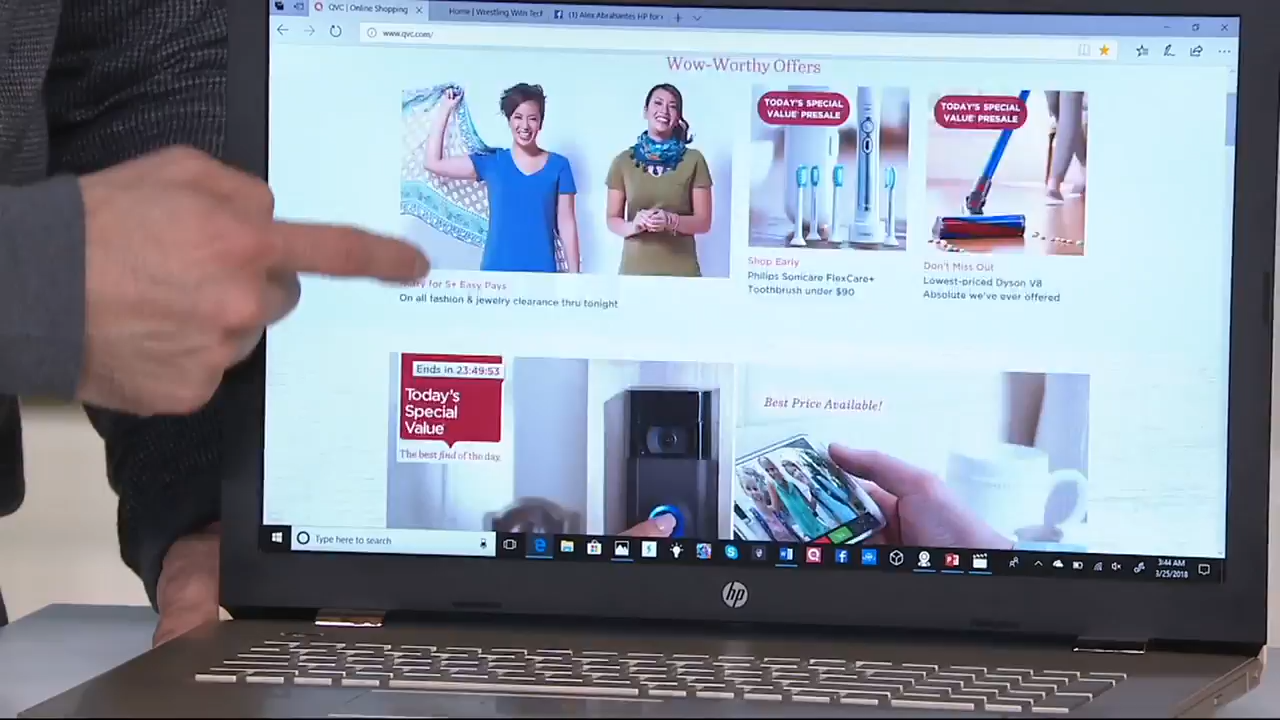 QVC | Online Shopping
Home | Wrestling With Tech
(1) Alex Abrahantes HP for
www.qvc.com/
Wow-Worthy Offers
TODAY'S SPECIAL
VALUE PRESALE
TODAY'S SPECIAL
VALUE PRESALE
for 5+ Easy Pays
On all fashion & jewelry clearance thru tonight
Shop Early
Philips Sonicare FlexCare+
Toothbrush under $90
Don't Miss Out
Lowest-priced Dyson V8
Absolute we've ever offered
Ends in 23:49:53
Today's
Special
Value
The best find of the day.
Best Price Available!
Type here to search
3:44 AM
3/25/2018
hp